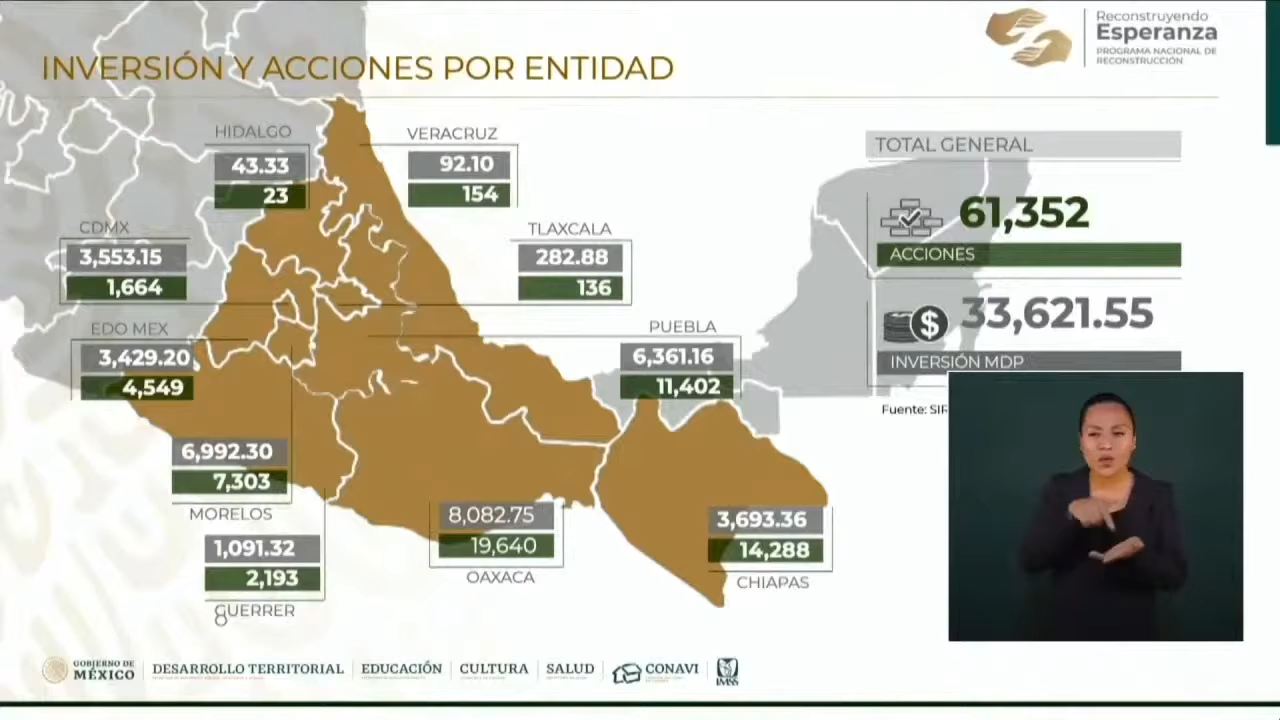 INVERSIÓN Y ACCIONES POR ENTIDAD
Reconstruyendo
Esperanza
PROGRAMA NACIONAL DE
RECONSTRUCCIÓN
HIDALGO
43.33
23
VERACRUZ
92.10
154
CDMX
3,553.15
1,664
TLAXCALA
282.88
136
EDO MEX
3,429.20
4,549
PUEBLA
6,361.16
11,402
6,992.30
7,303
MORELOS
1,091.32
2,193
GUERRER
8
8,082.75
19,640
OAXACA
3,693.36
14,288
CHIAPAS
TOTAL GENERAL
61,352
ACCIONES
$
33,621.55
INVERSIÓN MDP
Fuente: SIR
GOBIERNO DE
MÉXICO
DESARROLLO TERRITORIAL
EDUCACIÓN
CULTURA
SALUD
CONAVI
IMSS